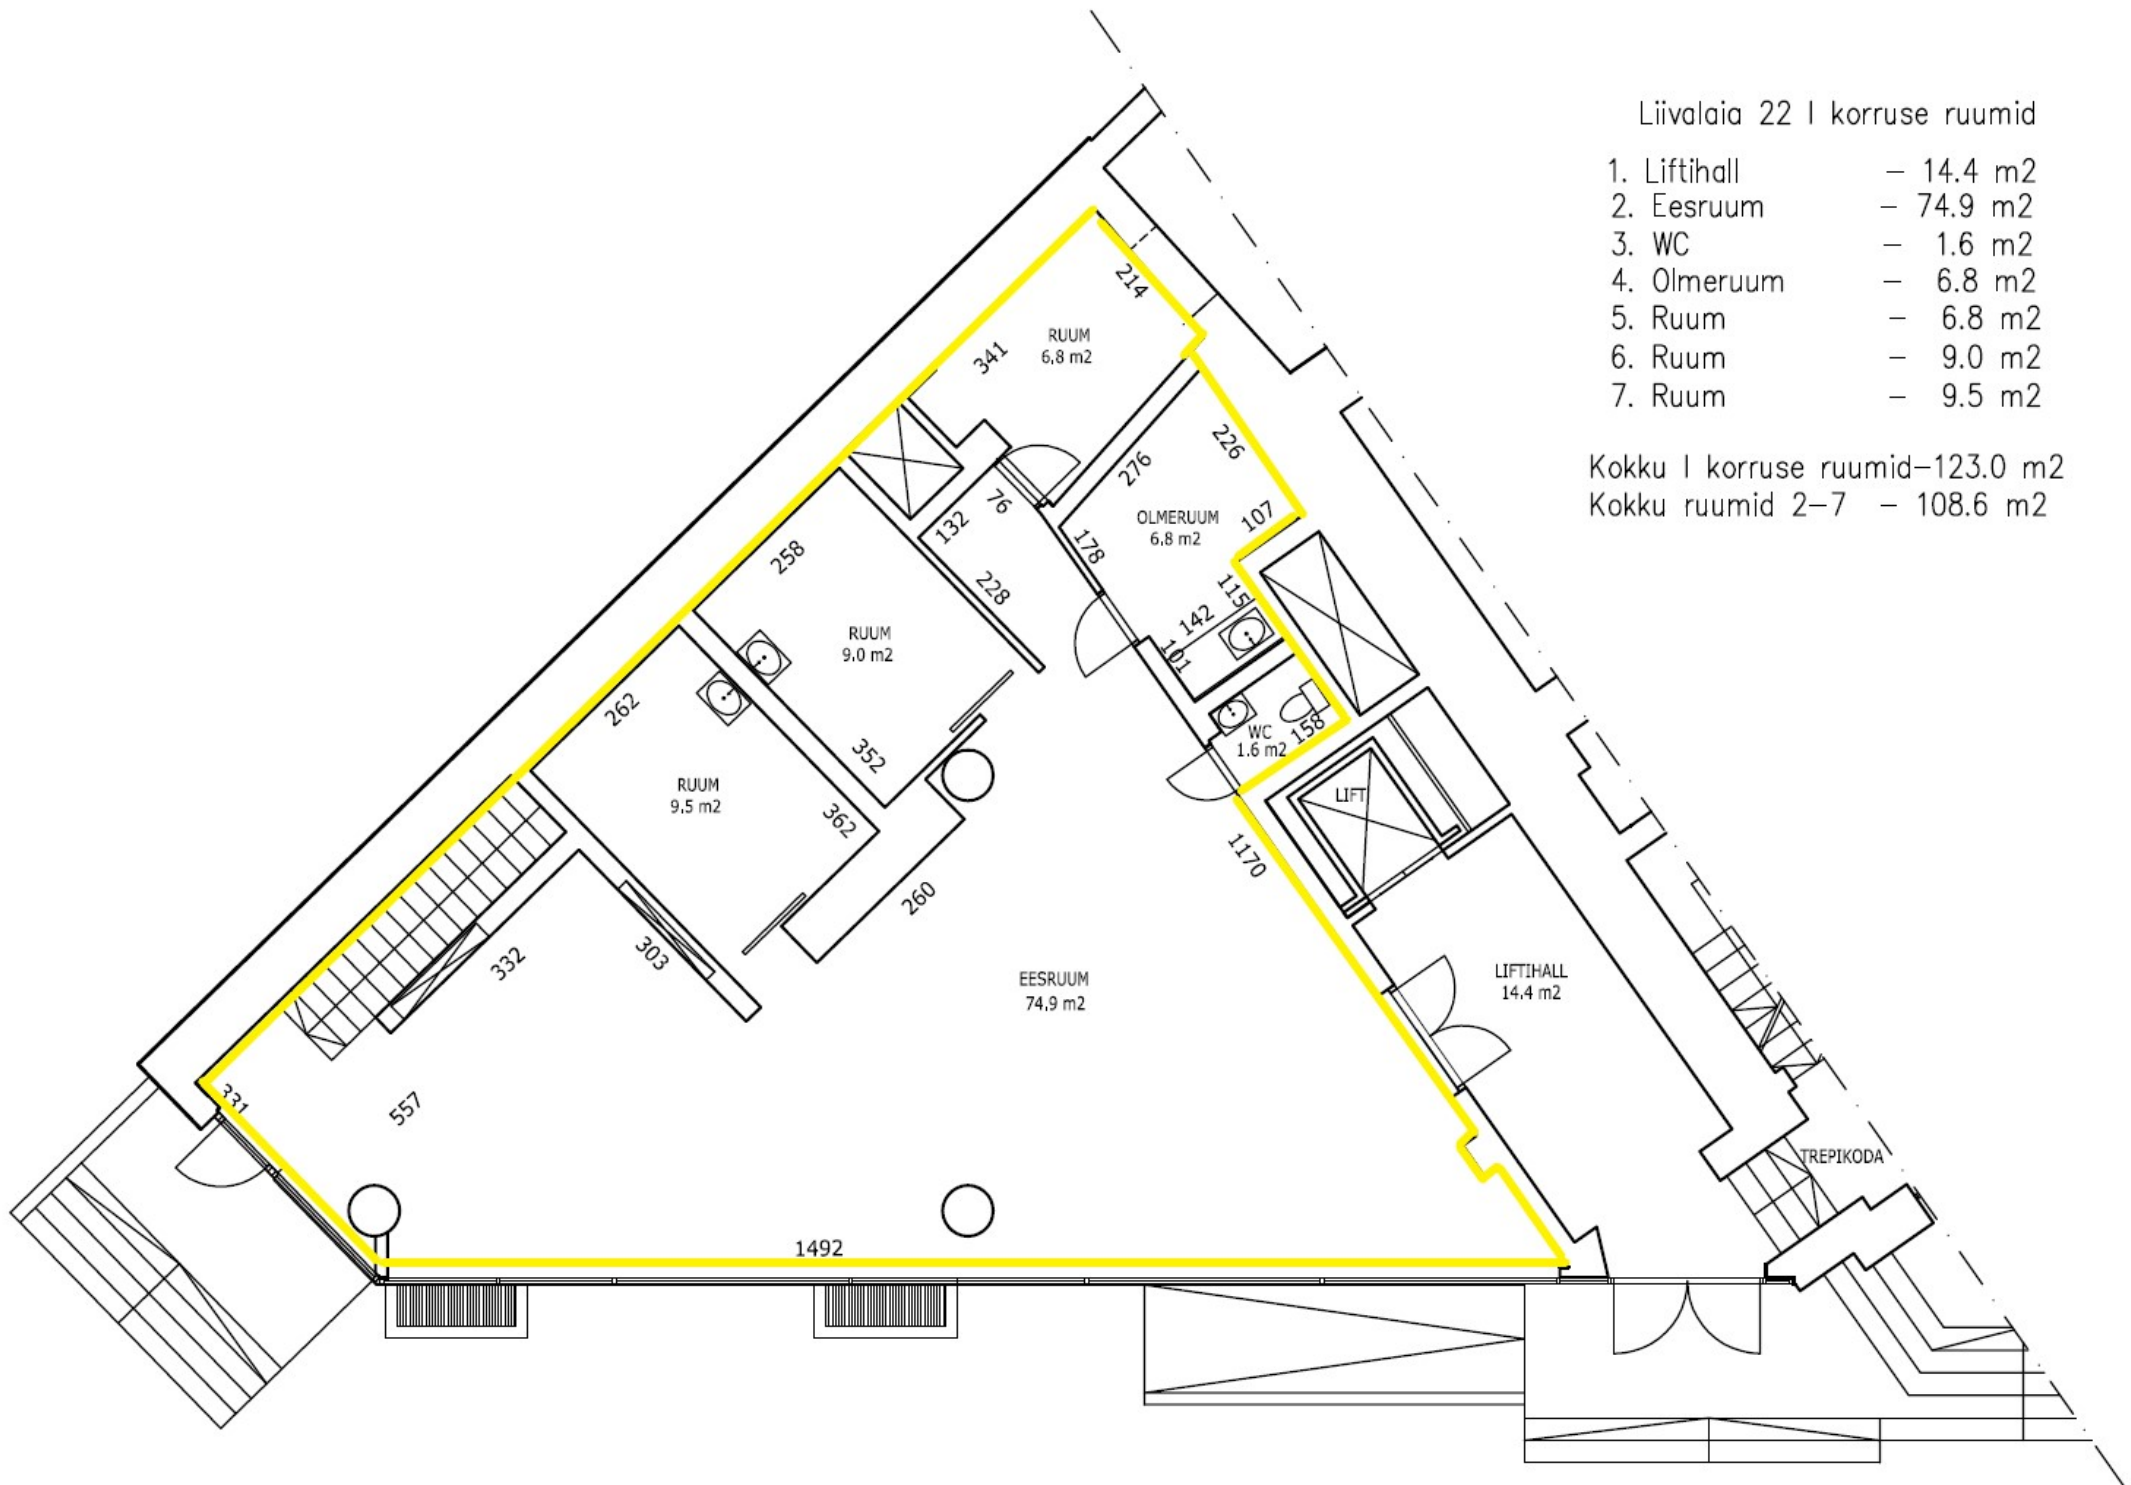 Liivalaia 22 I korruse ruumid
1. Liftihall – 14.4 m2
2. Eesruum – 74.9 m2
3. WC – 1.6 m2
4. Olmeruum – 6.8 m2
5. Ruum – 6.8 m2
6. Ruum – 9.0 m2
7. Ruum – 9.5 m2
Kokku I korruse ruumid–123.0 m2
Kokku ruumid 2–7 – 108.6 m2
214
RUUM
6,8 m2
341
226
276
76
132
107
OLMERUUM
6,8 m2
178
258
228
115
142
101
RUUM
9,0 m2
262
158
WC
1.6 m2
352
RUUM
9,5 m2
LIFT
362
1170
260
332
303
EESRUUM
74,9 m2
LIFTIHALL
14,4 m2
331
557
TREPIKODA
1492